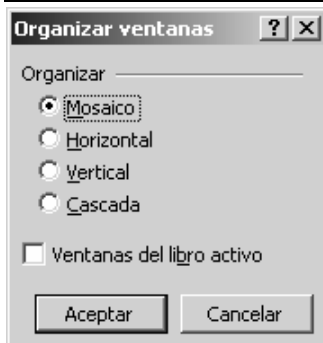 Organizar ventanas ? ×
Organizar
Mosaico
Horizontal
Vertical
Cascada
Ventanas del libro activo
Aceptar Cancelar